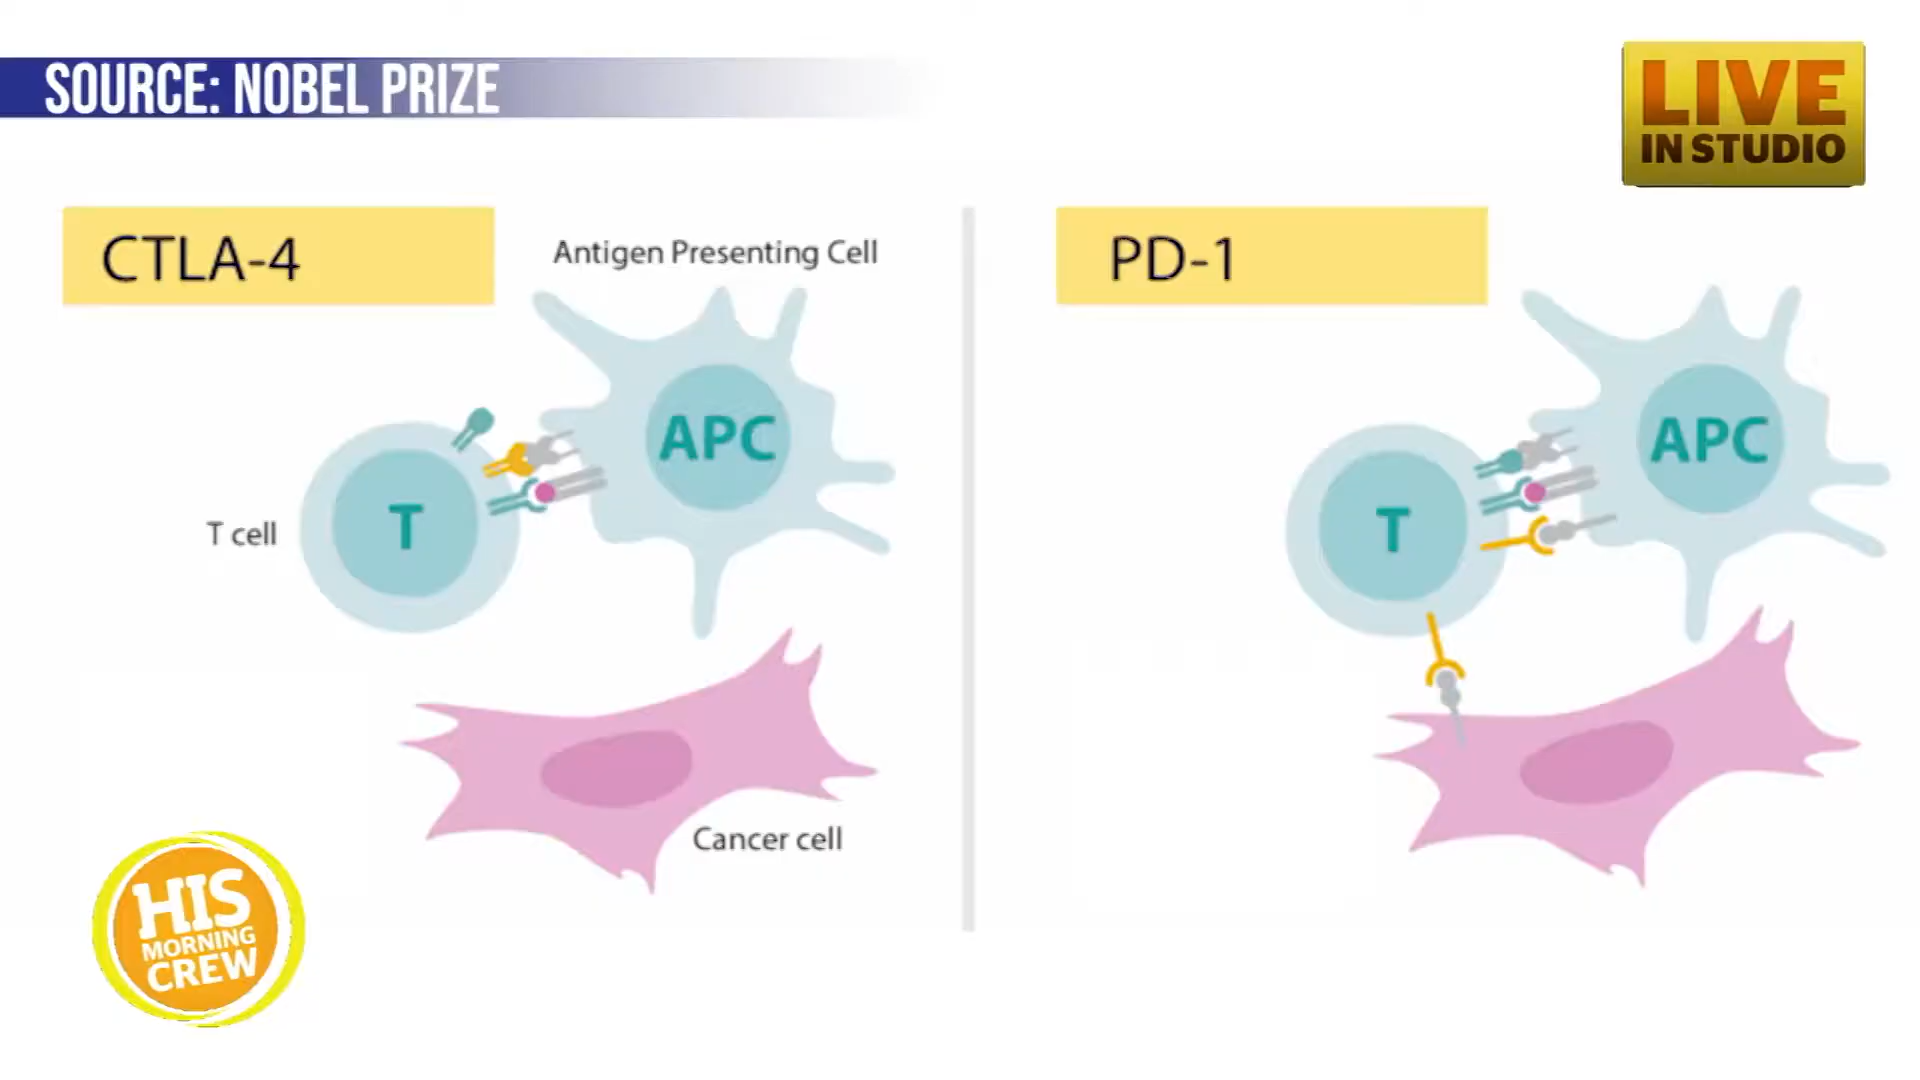 SOURCE: NOBEL PRIZE
LIVE
IN STUDIO
CTLA-4
Antigen Presenting Cell
APC
T
T cell
Cancer cell
PD-1
APC
T
HIS
MORNING
CREW